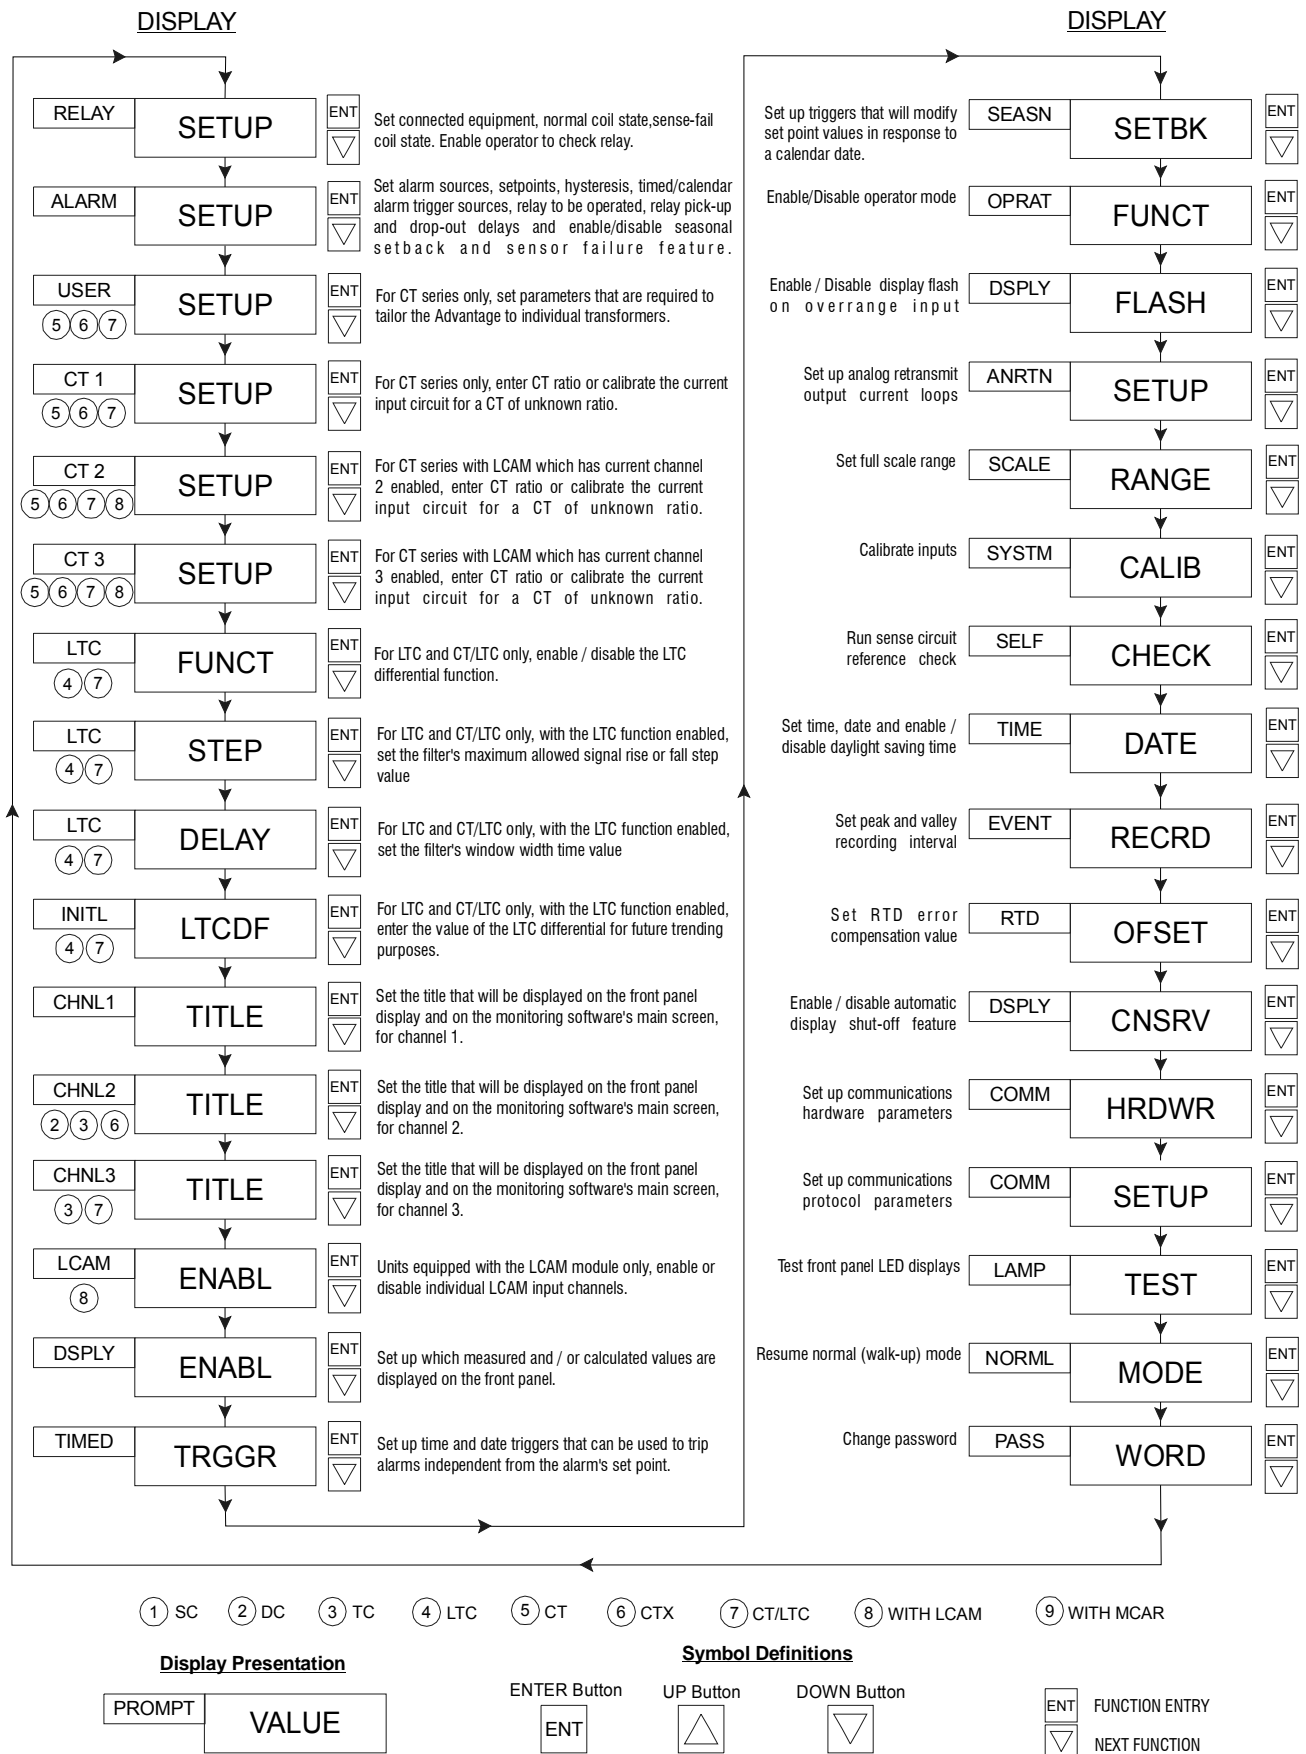 DISPLAY
RELAY
SETUP
ENT
Set connected equipment, normal coil state,sense-fail
coil state. Enable operator to check relay.
ALARM
SETUP
ENT
Set alarm sources, setpoints, hysteresis, timed/calendar
alarm trigger sources, relay to be operated, relay pick-up
and drop-out delays and enable/disable seasonal
setback and sensor failure feature.
USER
5 6 7
SETUP
ENT
For CT series only, set parameters that are required to
tailor the Advantage to individual transformers.
CT 1
5 6 7
SETUP
ENT
For CT series only, enter CT ratio or calibrate the current
input circuit for a CT of unknown ratio.
CT 2
5 6 7 8
SETUP
ENT
For CT series with LCAM which has current channel
2 enabled, enter CT ratio or calibrate the current
input circuit for a CT of unknown ratio.
CT 3
5 6 7 8
SETUP
ENT
For CT series with LCAM which has current channel
3 enabled, enter CT ratio or calibrate the current
input circuit for a CT of unknown ratio.
LTC
4 7
FUNCT
ENT
For LTC and CT/LTC only, enable / disable the LTC
differential function.
LTC
4 7
STEP
ENT
For LTC and CT/LTC only, with the LTC function enabled,
set the filter's maximum allowed signal rise or fall step
value
LTC
4 7
DELAY
ENT
For LTC and CT/LTC only, with the LTC function enabled,
set the filter's window width time value
INITL
4 7
LTCDF
ENT
For LTC and CT/LTC only, with the LTC function enabled,
enter the value of the LTC differential for future trending
purposes.
CHNL1
TITLE
ENT
Set the title that will be displayed on the front panel
display and on the monitoring software's main screen,
for channel 1.
CHNL2
2 3 6
TITLE
ENT
Set the title that will be displayed on the front panel
display and on the monitoring software's main screen,
for channel 2.
CHNL3
3 7
TITLE
ENT
Set the title that will be displayed on the front panel
display and on the monitoring software's main screen,
for channel 3.
LCAM
8
ENABL
ENT
Units equipped with the LCAM module only, enable or
disable individual LCAM input channels.
DSPLY
ENABL
ENT
Set up which measured and / or calculated values are
displayed on the front panel.
TIMED
TRGGR
ENT
Set up time and date triggers that can be used to trip
alarms independent from the alarm's set point.
DISPLAY
Set up triggers that will modify
set point values in response to
a calendar date.
SEASN
SETBK
ENT
Enable/Disable operator mode
OPRAT
FUNCT
ENT
Enable / Disable display flash
on overrange input
DSPLY
FLASH
ENT
Set up analog retransmit
output current loops
ANRTN
SETUP
ENT
Set full scale range
SCALE
RANGE
ENT
Calibrate inputs
SYSTM
CALIB
ENT
Run sense circuit
reference check
SELF
CHECK
ENT
Set time, date and enable /
disable daylight saving time
TIME
DATE
ENT
Set peak and valley
recording interval
EVENT
RECRD
ENT
Set RTD error
compensation value
RTD
OFSET
ENT
Enable / disable automatic
display shut-off feature
DSPLY
CNSRV
ENT
Set up communications
hardware parameters
COMM
HRDWR
ENT
Set up communications
protocol parameters
COMM
SETUP
ENT
Test front panel LED displays
LAMP
TEST
ENT
Resume normal (walk-up) mode
NORML
MODE
ENT
Change password
PASS
WORD
ENT
1 SC 2 DC 3 TC 4 LTC 5 CT 6 CTX 7 CT/LTC 8 WITH LCAM 9 WITH MCAR
Display Presentation
PROMPT
VALUE
Symbol Definitions
ENTER Button
ENT
UP Button
DOWN Button
ENT FUNCTION ENTRY
NEXT FUNCTION